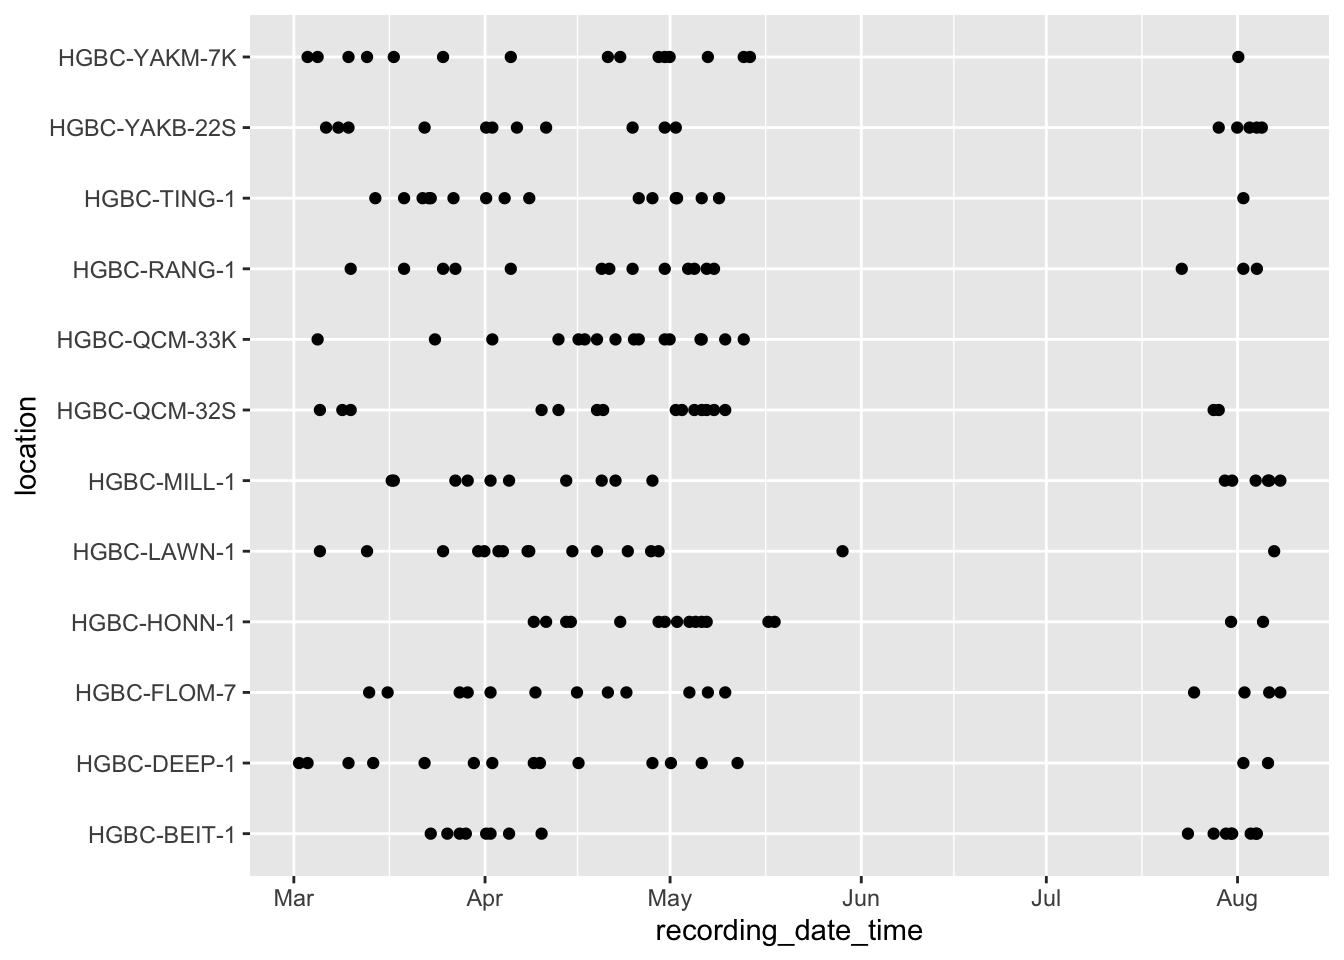 HGBC-YAKM-7K
HGBC-YAKB-22S
HGBC-TING-1
HGBC-RANG-1
HGBC-QCM-33K
HGBC-QCM-32S
HGBC-MILL-1
HGBC-LAWN-1
HGBC-HONN-1
HGBC-FLOM-7
HGBC-DEEP-1
HGBC-BEIT-1
location
Mar Apr May Jun Jul Aug
recording_date_time